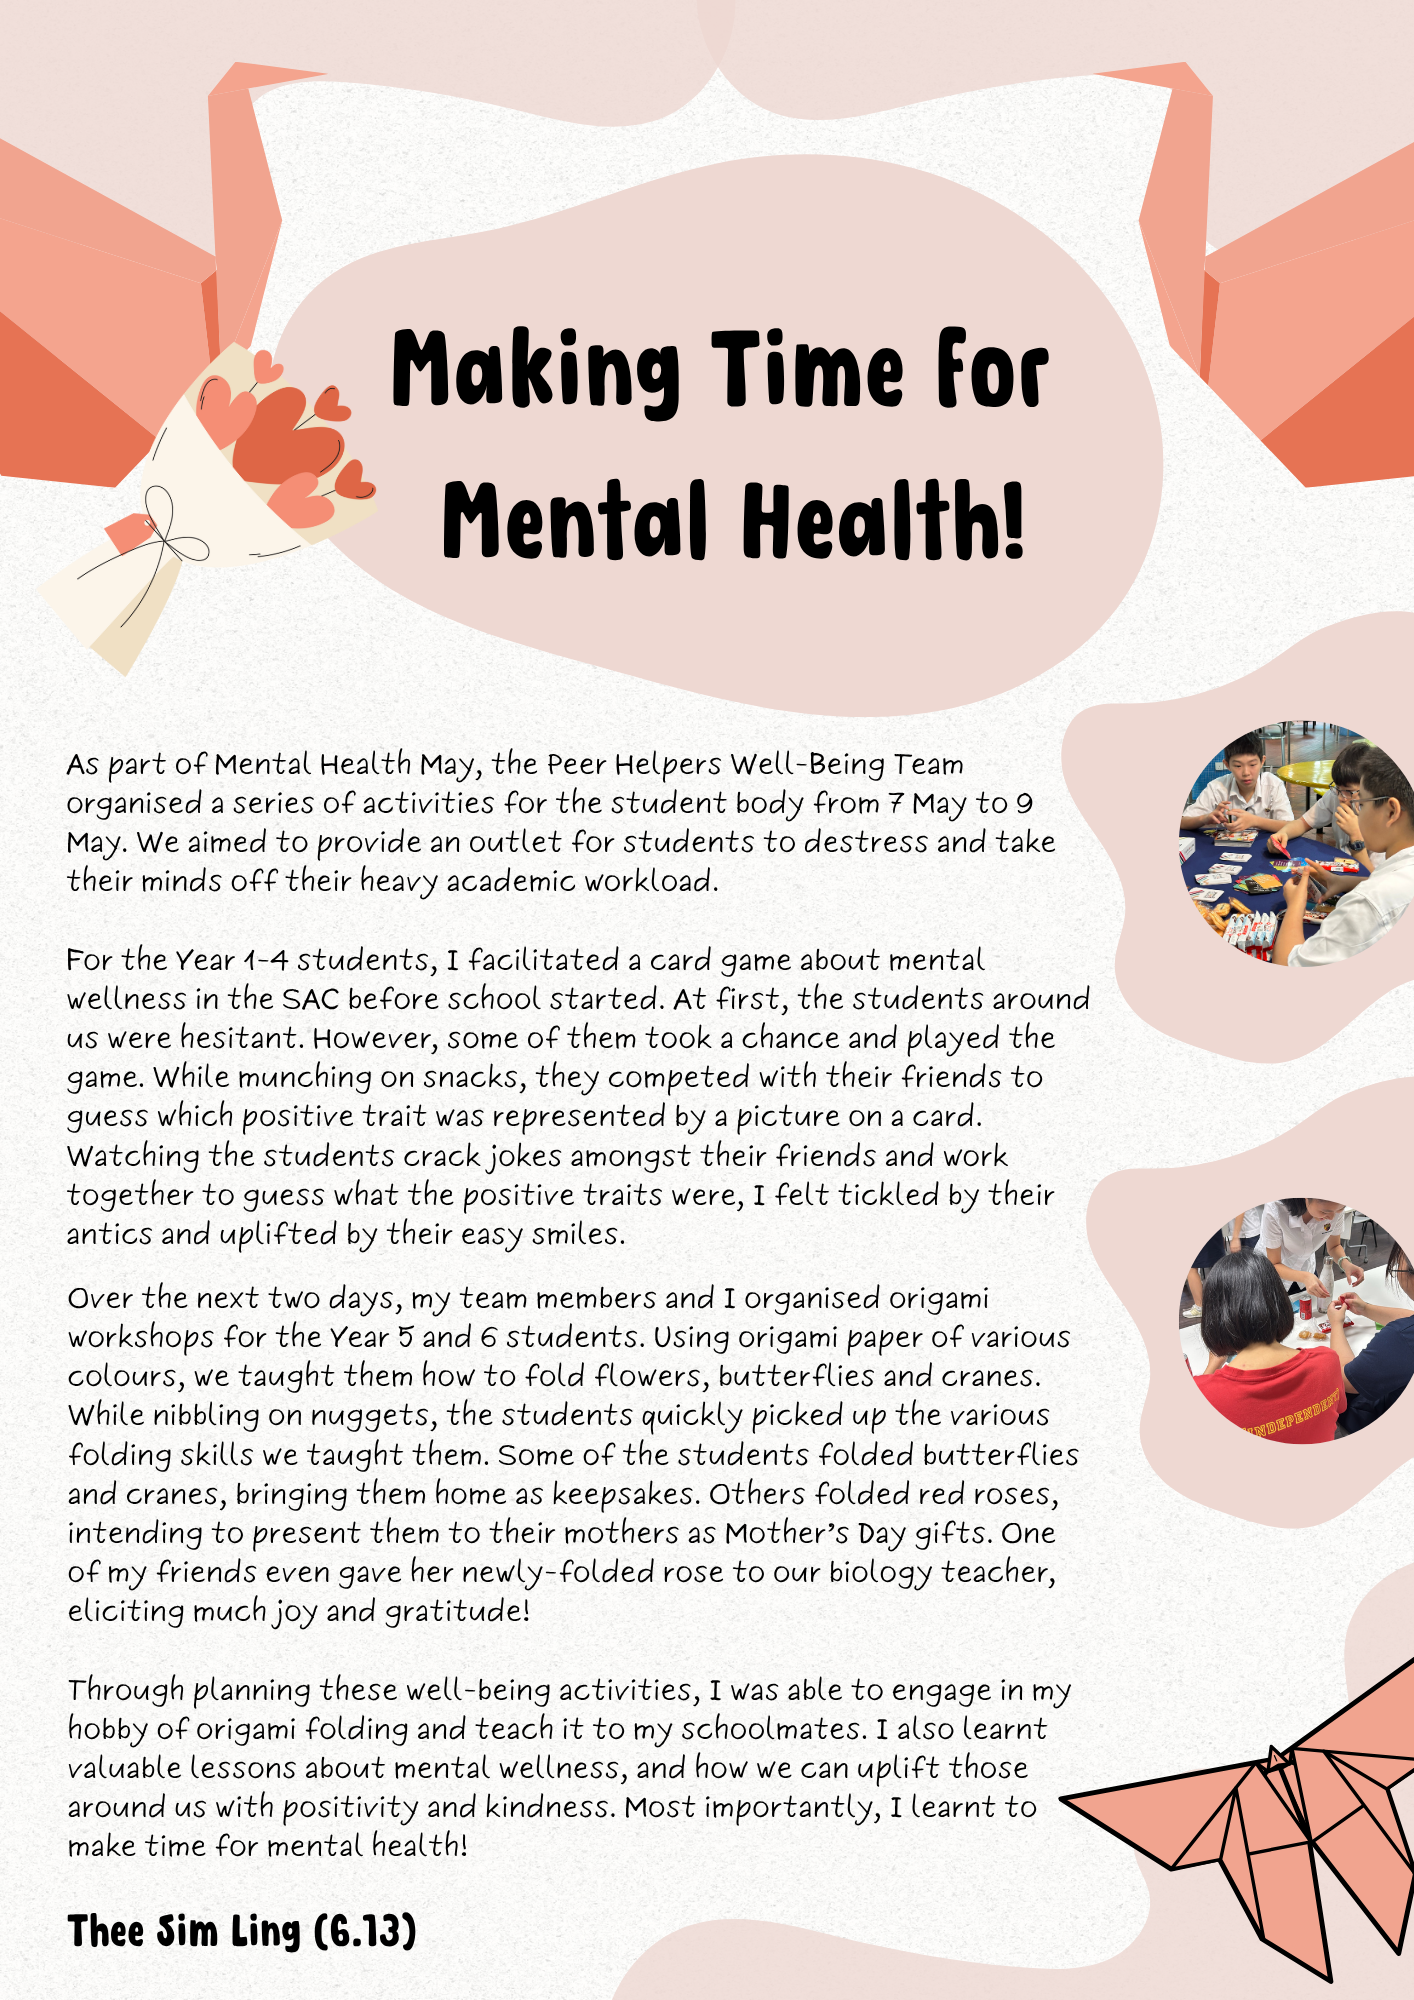 Making Time for
Mental Health!
As part of Mental Health May, the Peer Helpers Well-Being Team
organised a series of activities for the student body from 7 May to 9
May. We aimed to provide an outlet for students to destress and take
their minds off their heavy academic workload.
For the Year 1-4 students, I facilitated a card game about mental
wellness in the SAC before school started. At first, the students around
us were hesitant. However, some of them took a chance and played the
game. While munching on snacks, they competed with their friends to
guess which positive trait was represented by a picture on a card.
Watching the students crack jokes amongst their friends and work
together to guess what the positive traits were, I felt tickled by their
antics and uplifted by their easy smiles.
Over the next two days, my team members and I organised origami
workshops for the Year 5 and 6 students. Using origami paper of various
colours, we taught them how to fold flowers, butterflies and cranes.
While nibbling on nuggets, the students quickly picked up the various
folding skills we taught them. Some of the students folded butterflies
and cranes, bringing them home as keepsakes. Others folded red roses,
intending to present them to their mothers as Mother's Day gifts. One
of my friends even gave her newly-folded rose to our biology teacher,
eliciting much joy and gratitude!
Through planning these well-being activities, I was able to engage in my
hobby of origami folding and teach it to my schoolmates. I also learnt
valuable lessons about mental wellness, and how we can uplift those
around us with positivity and kindness. Most importantly, I learnt to
make time for mental health!
Thee Sim Ling (6.13)